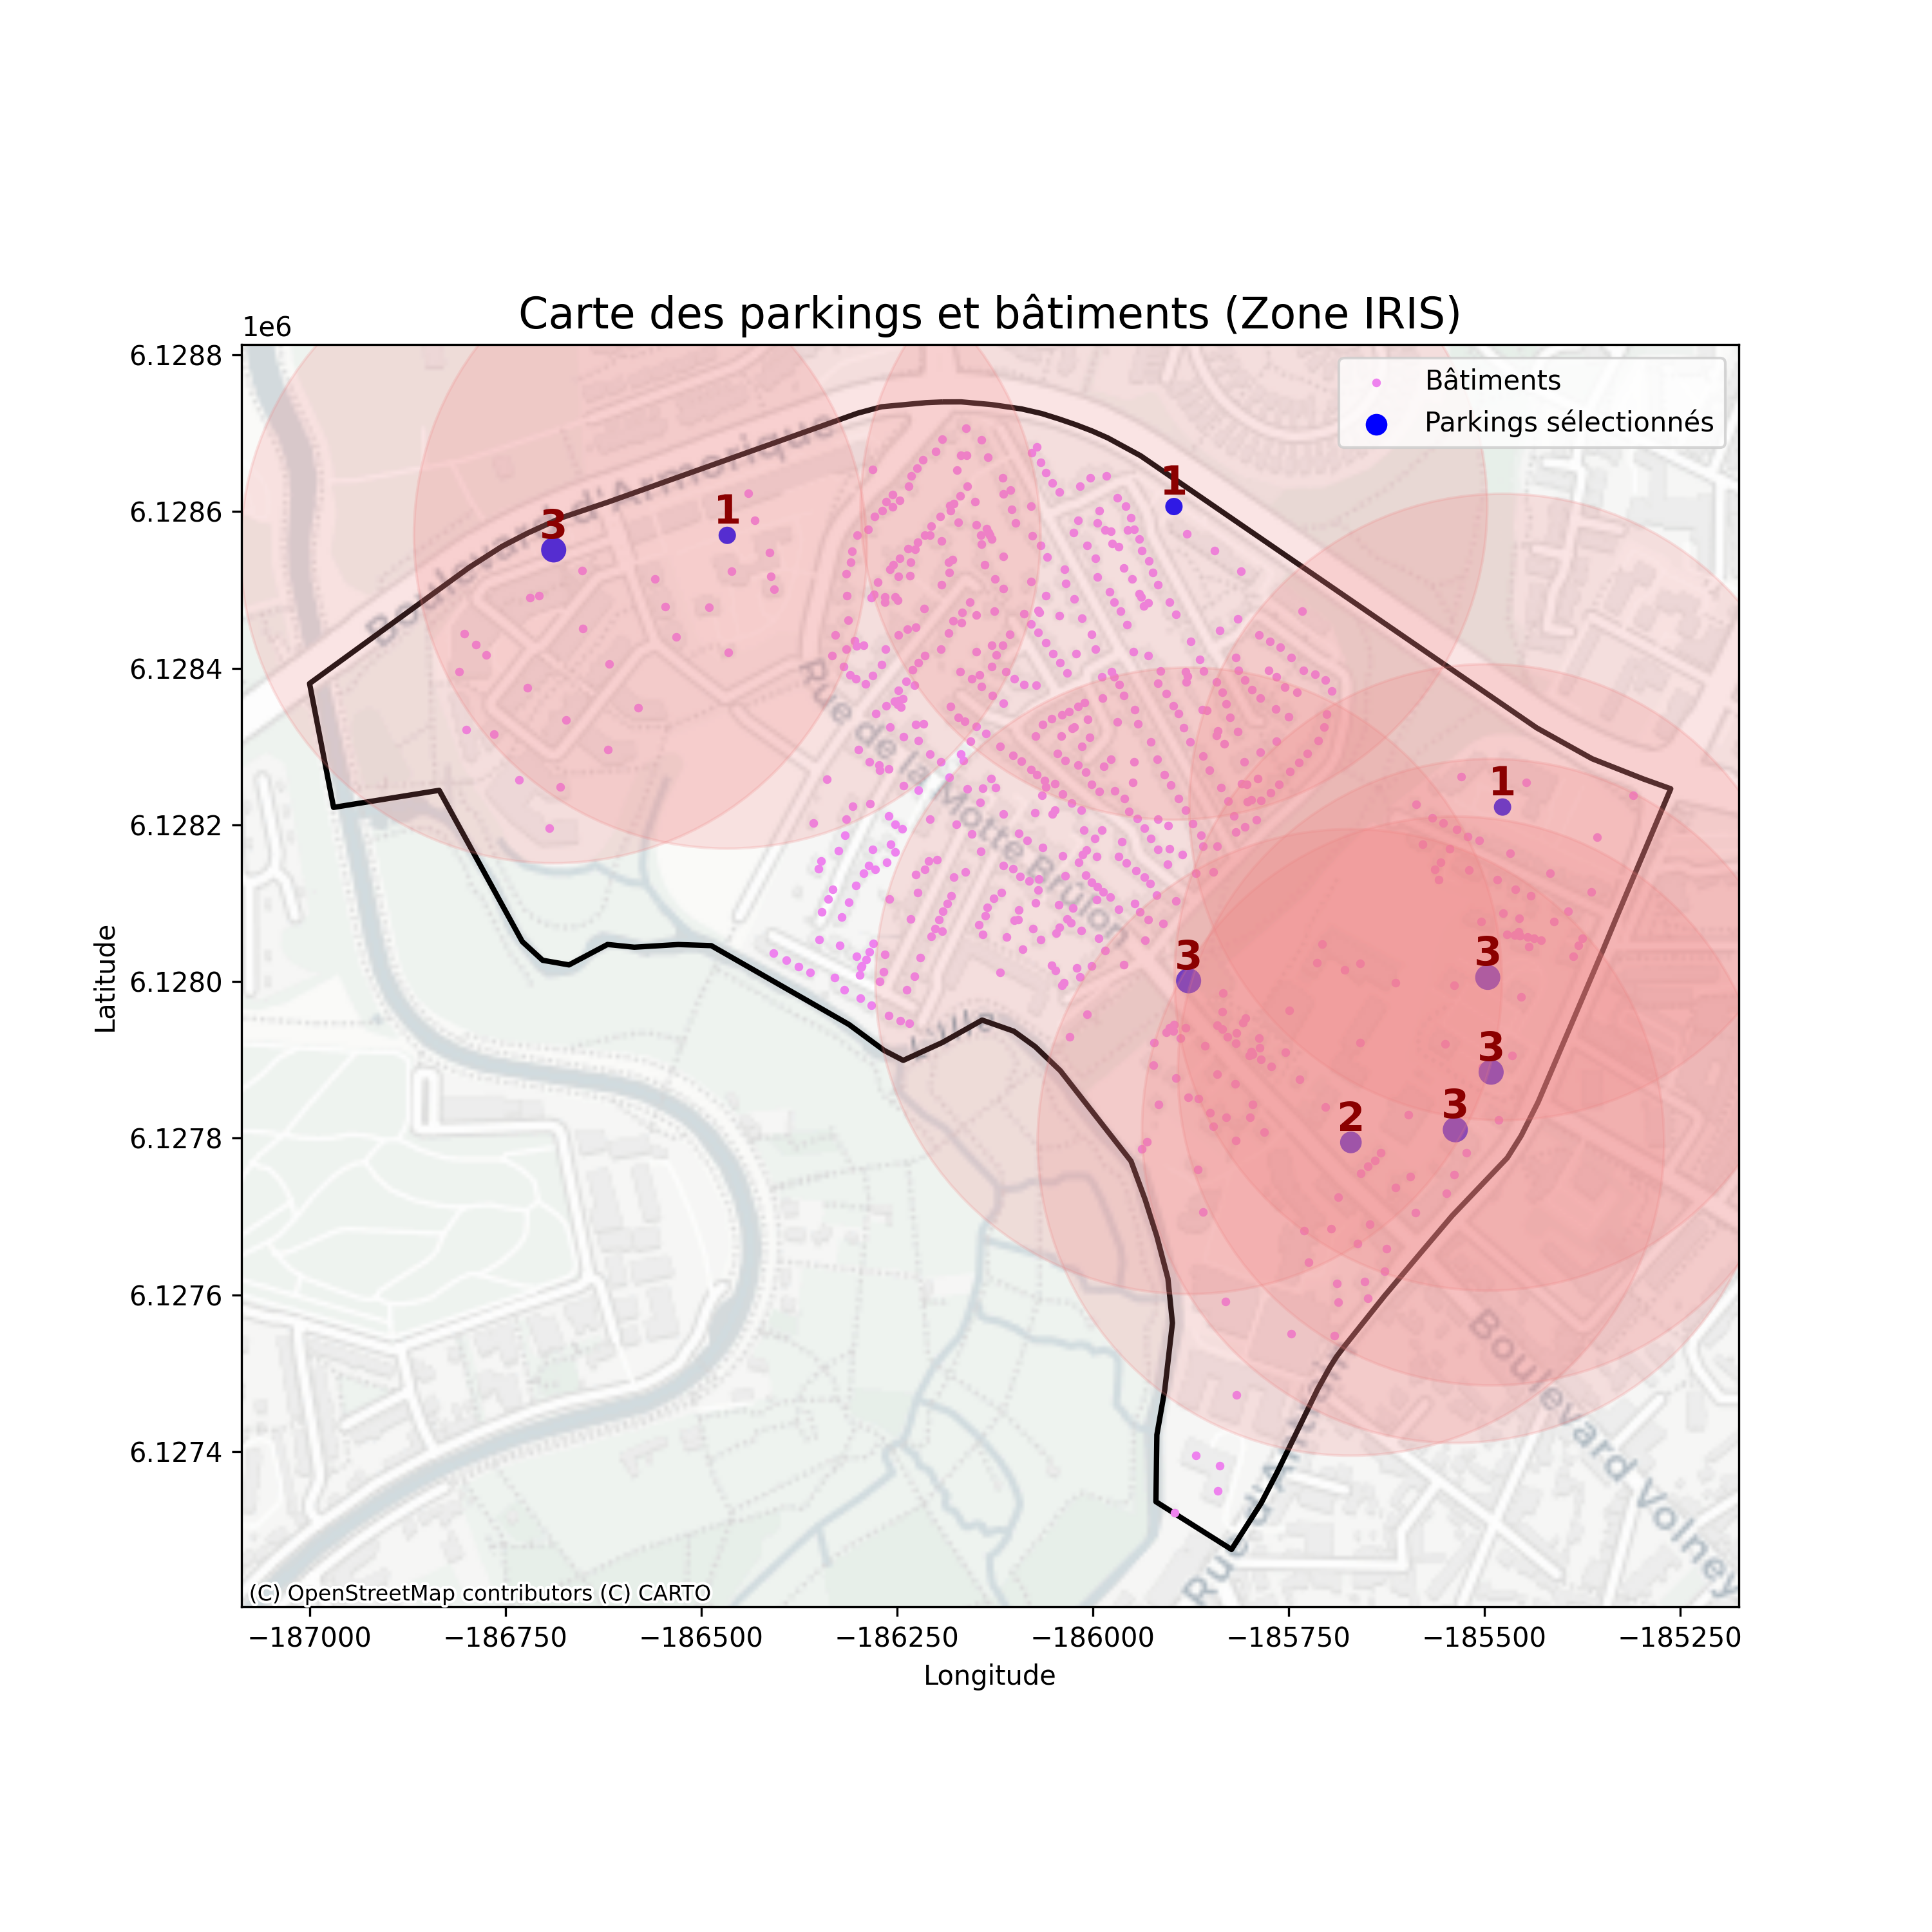 Carte des parkings et bâtiments (Zone IRIS)
1e6
6.1288
6.1286
6.1284
6.1282
6.1280
6.1278
6.1276
6.1274
Latitude
Bâtiments
Parkings sélectionnés
Boulevard d'Armorique
Rue de la Motte Brûlon
Boulevard Volney
3
1
1
1
3
3
3
3
2
(C) OpenStreetMap contributors (C) CARTO
−187000
−186750
−186500
−186250
−186000
−185750
−185500
−185250
Longitude